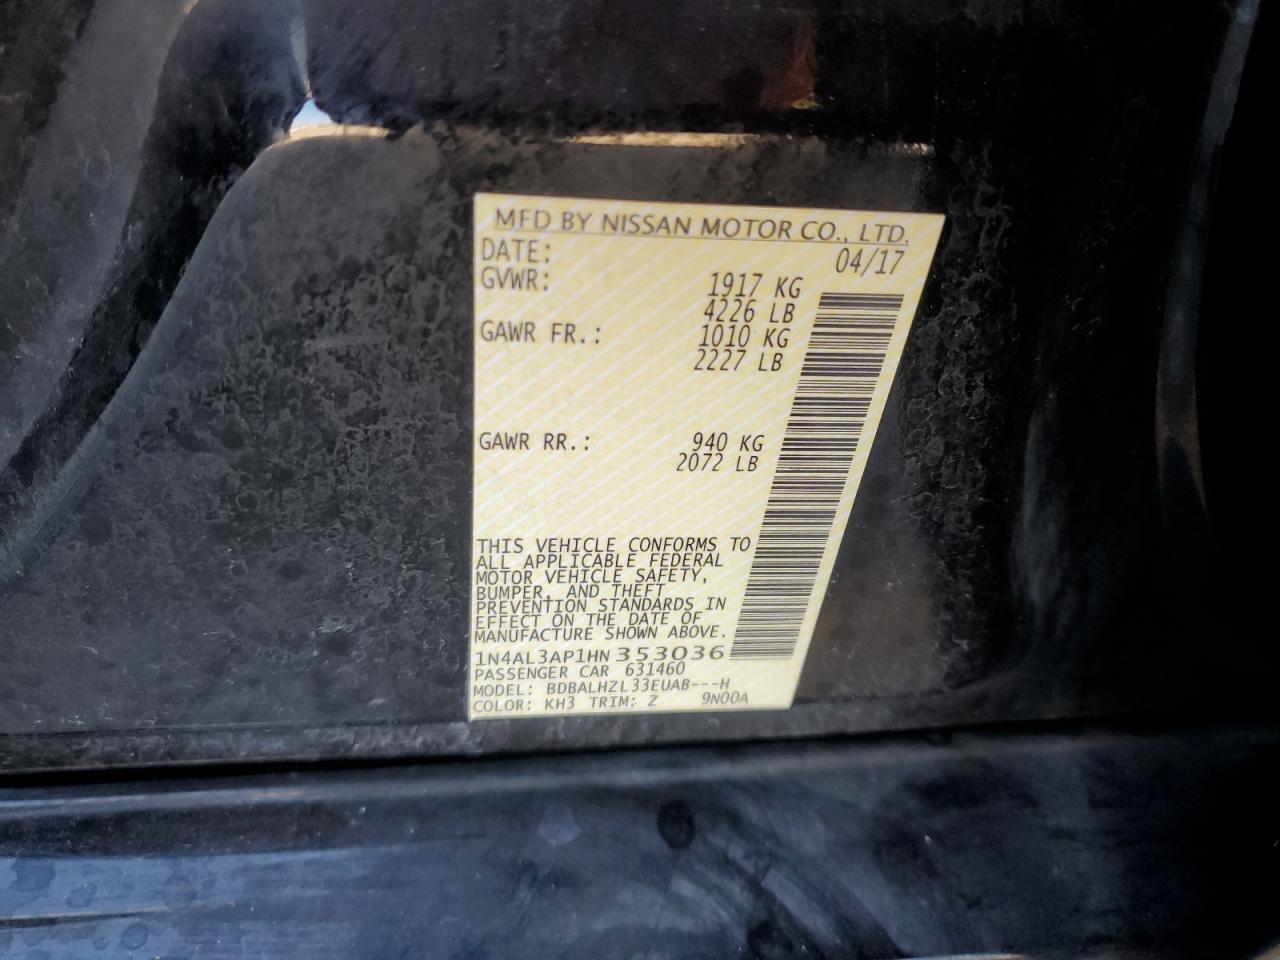 MFD BY NISSAN MOTOR CO., LTD.
DATE: 04/17
GVWR: 1917 KG
4226 LB
GAWR FR.: 1010 KG
2227 LB
GAWR RR.: 940 KG
2072 LB
THIS VEHICLE CONFORMS TO
ALL APPLICABLE FEDERAL
MOTOR VEHICLE SAFETY,
BUMPER, AND THEFT
PREVENTION STANDARDS IN
EFFECT ON THE DATE OF
MANUFACTURE SHOWN ABOVE.
1N4AL3AP1HN353036
PASSENGER CAR 631460
MODEL: BDBALHZL33EUAB---H
COLOR: KH3 TRIM: Z 9N00A